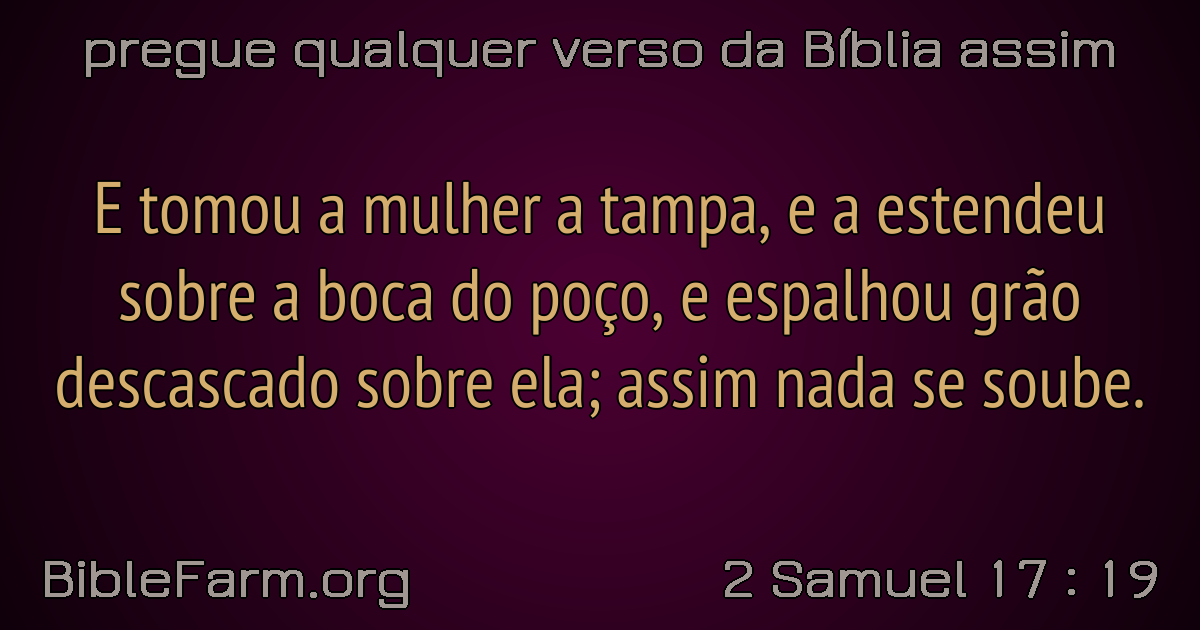 pregue qualquer verso da Bíblia assim
E tomou a mulher a tampa, e a estendeu
sobre a boca do poço, e espalhou grão
descascado sobre ela; assim nada se soube.
BibleFarm.org
2 Samuel 17 : 19